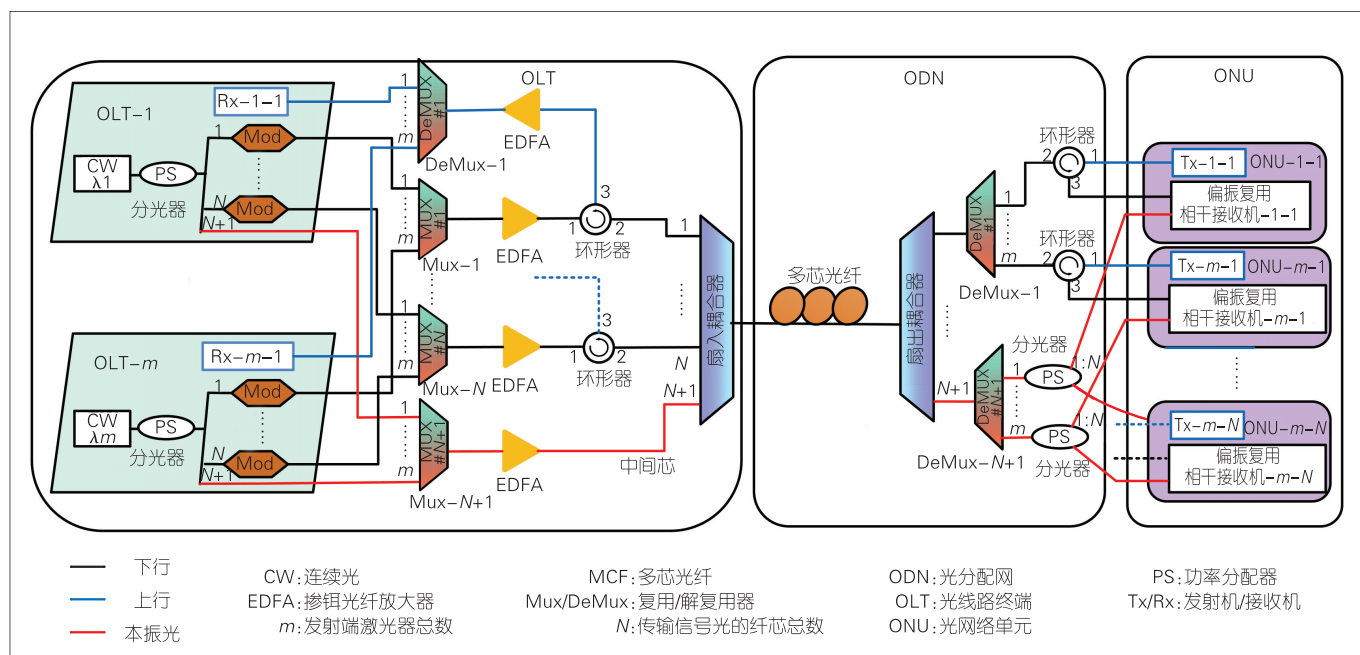 OLT
OLT-1
Rx-1-1
CW
λ1
PS
分光器
1
Mod
N
Mod
N+1
1
m
DeMUX
#1
DeMux-1
EDFA
1
m
MUX
#1
Mux-1
EDFA
3
1
2
环形器
1
m
MUX
#N
Mux-N
EDFA
3
1
2
环形器
1
m
MUX
#N+1
Mux-N+1
EDFA
中间芯
OLT-m
Rx-m-1
CW
λm
PS
分光器
1
Mod
N
Mod
N+1
1
N
N+1
扇入耦合器
ODN
多芯光纤
扇出耦合器
N+1
DeMUX
#1
1
m
DeMux-1
环形器
2
1
3
环形器
2
1
3
DeMUX
#N+1
1
m
DeMux-N+1
分光器
PS
1:N
PS
1:N
分光器
ONU
Tx-1-1
ONU-1-1
偏振复用
相干接收机-1-1
Tx-m-1
ONU-m-1
偏振复用
相干接收机-m-1
Tx-m-N
ONU-m-N
偏振复用
相干接收机-m-N
下行
上行
本振光
CW:连续光
EDFA:掺铒光纤放大器
m:发射端激光器总数
MCF:多芯光纤
Mux/DeMux:复用/解复用器
N:传输信号光的纤芯总数
ODN:光分配网
OLT:光线路终端
ONU:光网络单元
PS:功率分配器
Tx/Rx:发射机/接收机